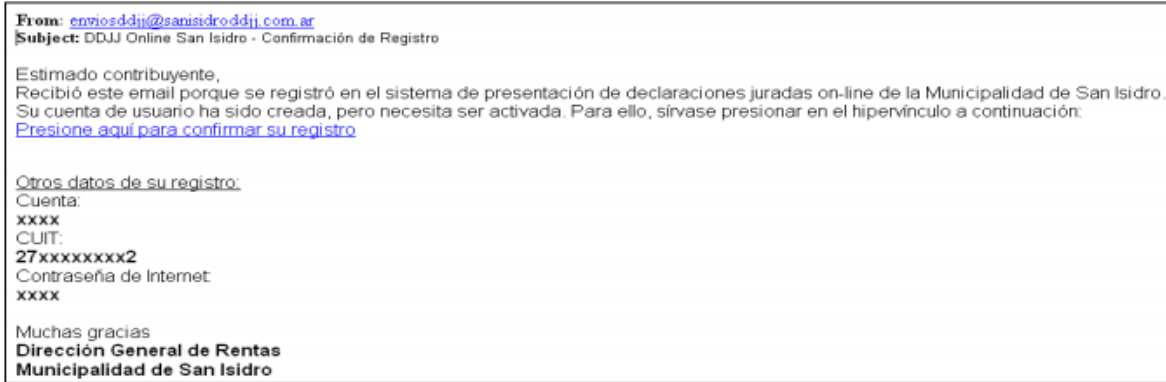 From: enviosddjj@sanisidroddjj.com.ar
Subject: DDJJ Online San Isidro - Confirmación de Registro
Estimado contribuyente,
Recibió este email porque se registró en el sistema de presentación de declaraciones juradas on-line de la Municipalidad de San Isidro.
Su cuenta de usuario ha sido creada, pero necesita ser activada. Para ello, sírvase presionar en el hipervínculo a continuación:
Presione aquí para confirmar su registro
Otros datos de su registro:
Cuenta:
xxxx
CUIT:
27xxxxxxxx2
Contraseña de Internet:
xxxx
Muchas gracias
Dirección General de Rentas
Municipalidad de San Isidro